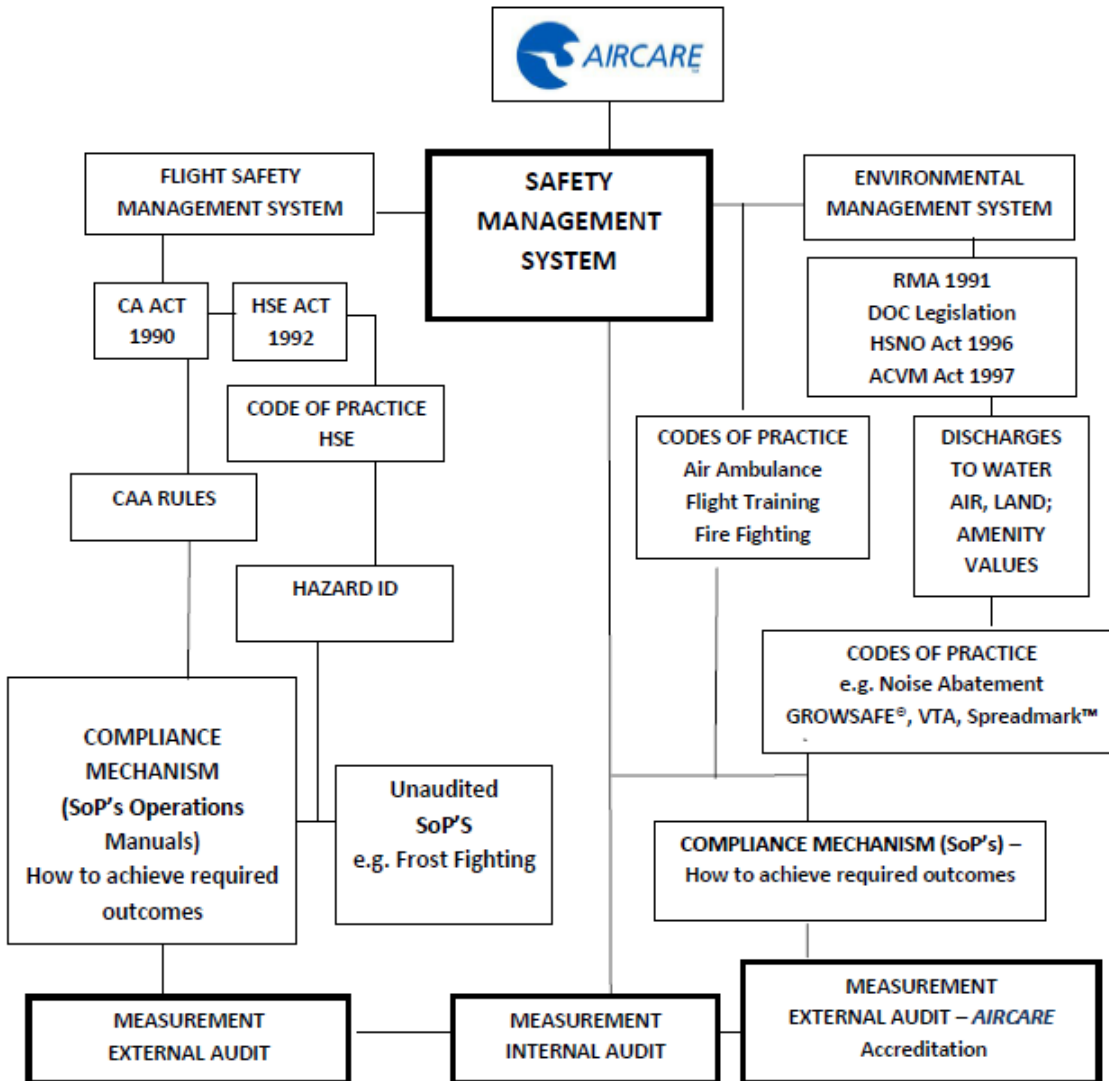 AIRCARE™
FLIGHT SAFETY
MANAGEMENT SYSTEM
SAFETY
MANAGEMENT
SYSTEM
ENVIRONMENTAL
MANAGEMENT SYSTEM
CA ACT
1990
HSE ACT
1992
RMA 1991
DOC Legislation
HSNO Act 1996
ACVM Act 1997
CODE OF PRACTICE
HSE
CODES OF PRACTICE
Air Ambulance
Flight Training
Fire Fighting
DISCHARGES
TO WATER
AIR, LAND;
AMENITY
VALUES
CAA RULES
HAZARD ID
CODES OF PRACTICE
e.g. Noise Abatement
GROWSAFE®, VTA, Spreadmark™
COMPLIANCE
MECHANISM
(SoP's Operations
Manuals)
How to achieve required
outcomes
Unaudited
SoP'S
e.g. Frost Fighting
COMPLIANCE MECHANISM (SoP's) –
How to achieve required outcomes
MEASUREMENT
EXTERNAL AUDIT
MEASUREMENT
INTERNAL AUDIT
MEASUREMENT
EXTERNAL AUDIT – AIRCARE
Accreditation